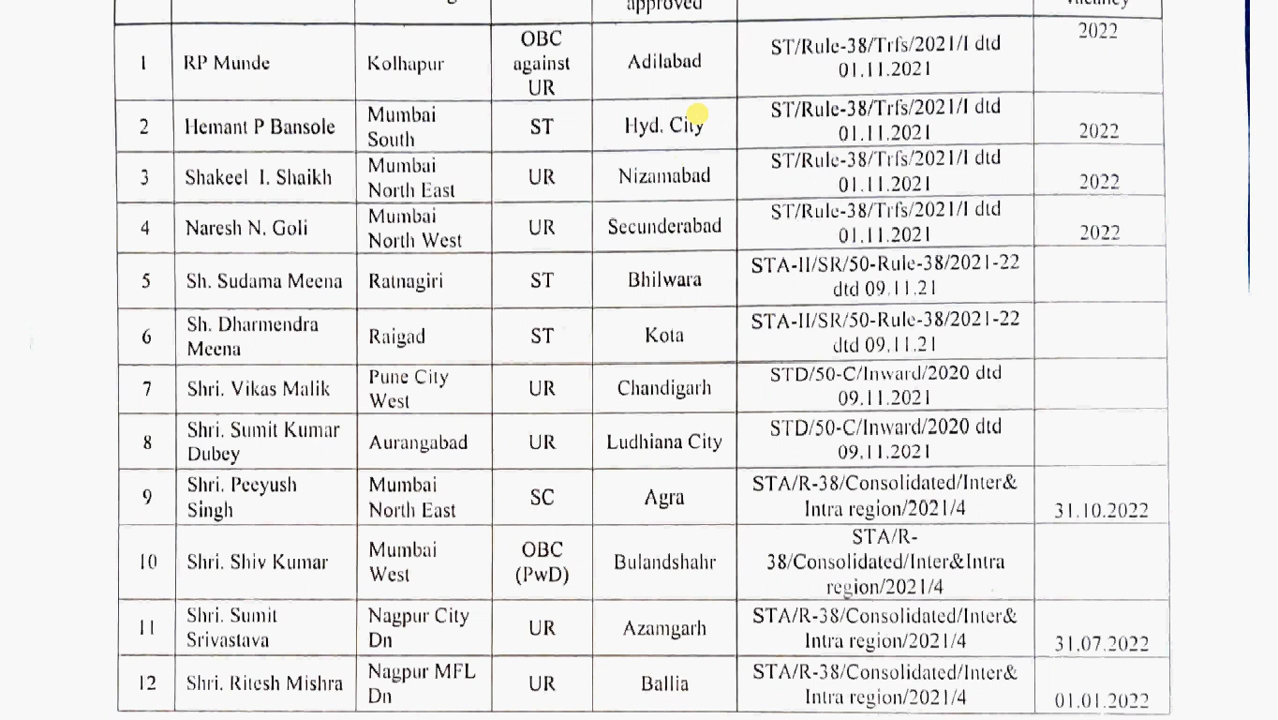 approved
1
RP Munde
Kolhapur
OBC
against
UR
Adilabad
ST/Rule-38/Trfs/2021/I dtd
01.11.2021
2022
2
Hemant P Bansole
Mumbai
South
ST
Hyd. City
ST/Rule-38/Trfs/2021/I dtd
01.11.2021
2022
3
Shakeel I. Shaikh
Mumbai
North East
UR
Nizamabad
ST/Rule-38/Trfs/2021/I dtd
01.11.2021
2022
4
Naresh N. Goli
Mumbai
North West
UR
Secunderabad
ST/Rule-38/Trfs/2021/I dtd
01.11.2021
2022
5
Sh. Sudama Meena
Ratnagiri
ST
Bhilwara
STA-II/SR/50-Rule-38/2021-22
dtd 09.11.21
6
Sh. Dharmendra
Meena
Raigad
ST
Kota
STA-II/SR/50-Rule-38/2021-22
dtd 09.11.21
7
Shri. Vikas Malik
Pune City
West
UR
Chandigarh
STD/50-C/Inward/2020 dtd
09.11.2021
8
Shri. Sumit Kumar
Dubey
Aurangabad
UR
Ludhiana City
STD/50-C/Inward/2020 dtd
09.11.2021
9
Shri. Peeyush
Singh
Mumbai
North East
SC
Agra
STA/R-38/Consolidated/Inter&
Intra region/2021/4
31.10.2022
10
Shri. Shiv Kumar
Mumbai
West
OBC
(PwD)
Bulandshahr
STA/R-
38/Consolidated/Inter&Intra
region/2021/4
11
Shri. Sumit
Srivastava
Nagpur City
Dn
UR
Azamgarh
STA/R-38/Consolidated/Inter&
Intra region/2021/4
31.07.2022
12
Shri. Ritesh Mishra
Nagpur MFL
Dn
UR
Ballia
STA/R-38/Consolidated/Inter&
Intra region/2021/4
01.01.2022